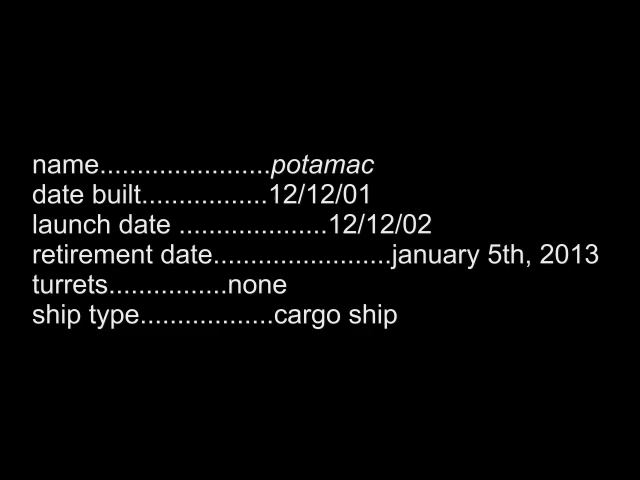 name.......................potamac
date built.................12/12/01
launch date ....................12/12/02
retirement date........................january 5th, 2013
turrets................none
ship type..................cargo ship